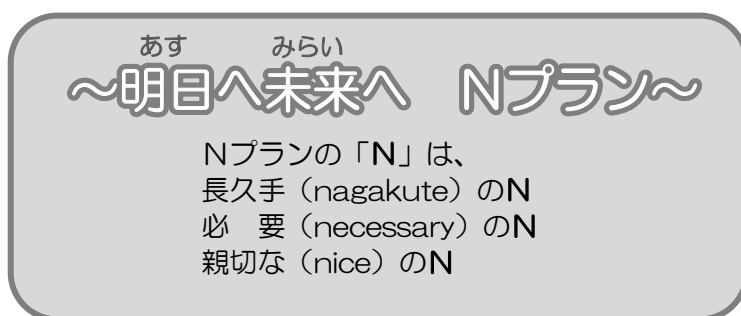 あす みらい
～明日へ未来へ Nプラン～
Nプランの「N」は、
長久手（nagakute）のN
必 要（necessary）のN
親切な（nice）のN